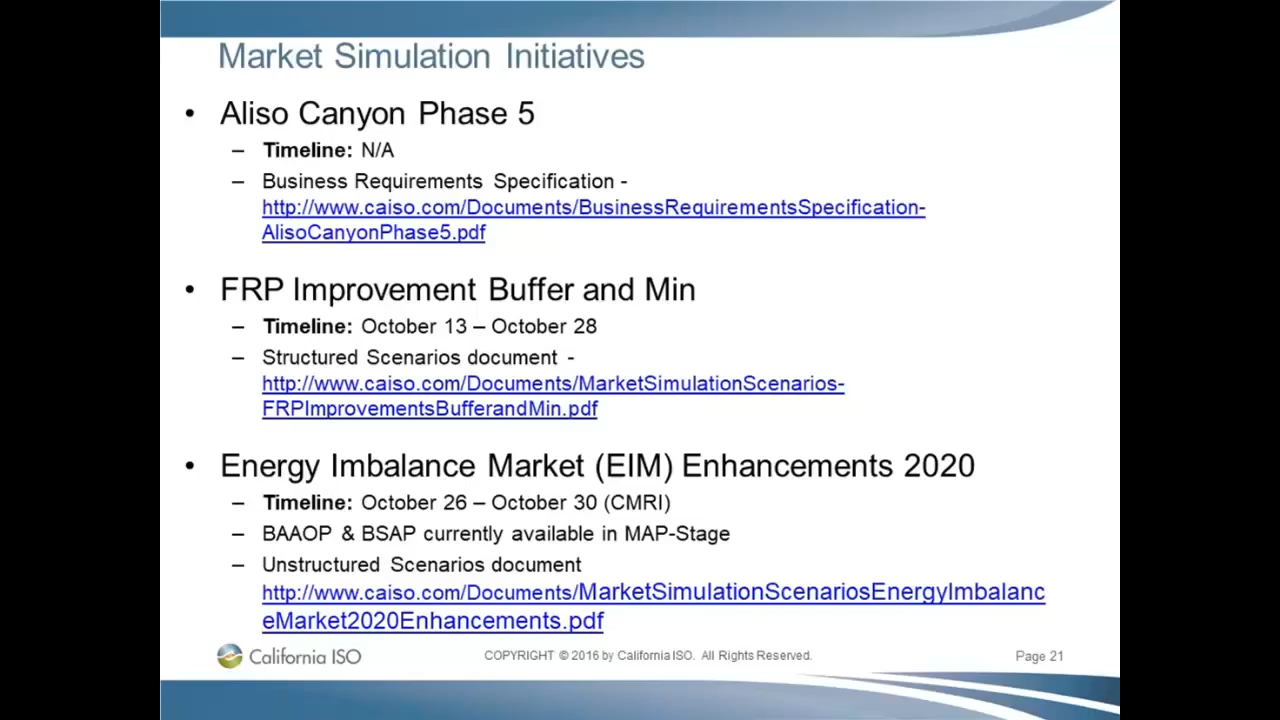 Market Simulation Initiatives
• Aliso Canyon Phase 5
– Timeline: N/A
– Business Requirements Specification -
http://www.caiso.com/Documents/BusinessRequirementsSpecification-
AlisoCanyonPhase5.pdf
• FRP Improvement Buffer and Min
– Timeline: October 13 – October 28
– Structured Scenarios document -
http://www.caiso.com/Documents/MarketSimulationScenarios-
FRPImprovementsBufferandMin.pdf
• Energy Imbalance Market (EIM) Enhancements 2020
– Timeline: October 26 – October 30 (CMRI)
– BAAOP & BSAP currently available in MAP-Stage
– Unstructured Scenarios document
http://www.caiso.com/Documents/MarketSimulationScenariosEnergyImbalanc
eMarket2020Enhancements.pdf
California ISO
COPYRIGHT © 2016 by California ISO. All Rights Reserved.
Page 21